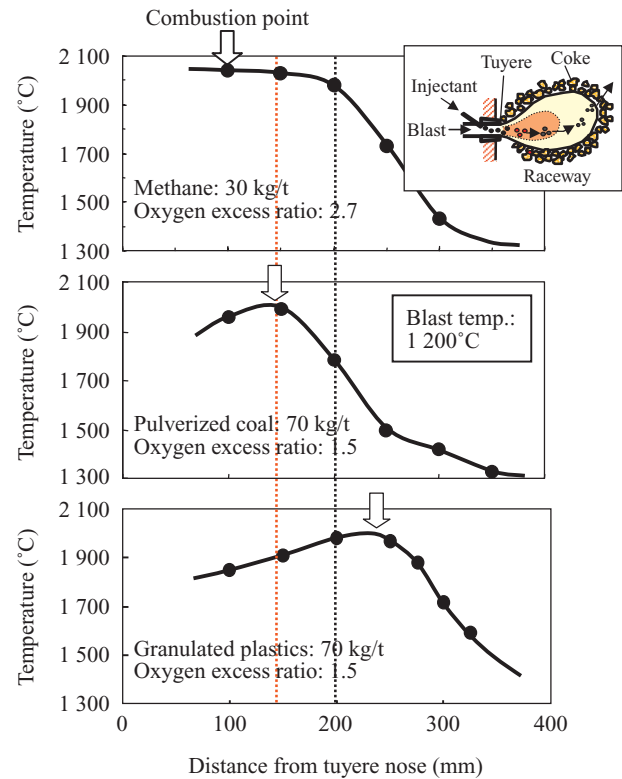 Combustion point
Temperature (˚C)
2 100
1 900
1 700
1 500
1 300
Methane: 30 kg/t
Oxygen excess ratio: 2.7
Tuyere
Coke
Injectant
Blast
Raceway
400
Temperature (˚C)
2 100
1 900
1 700
1 500
1 300
Blast temp.:
1 200˚C
Pulverized coal: 70 kg/t
Oxygen excess ratio: 1.5
400
Temperature (˚C)
2 100
1 900
1 700
1 500
1 300
Granulated plastics: 70 kg/t
Oxygen excess ratio: 1.5
0 100 200 300 400
Distance from tuyere nose (mm)